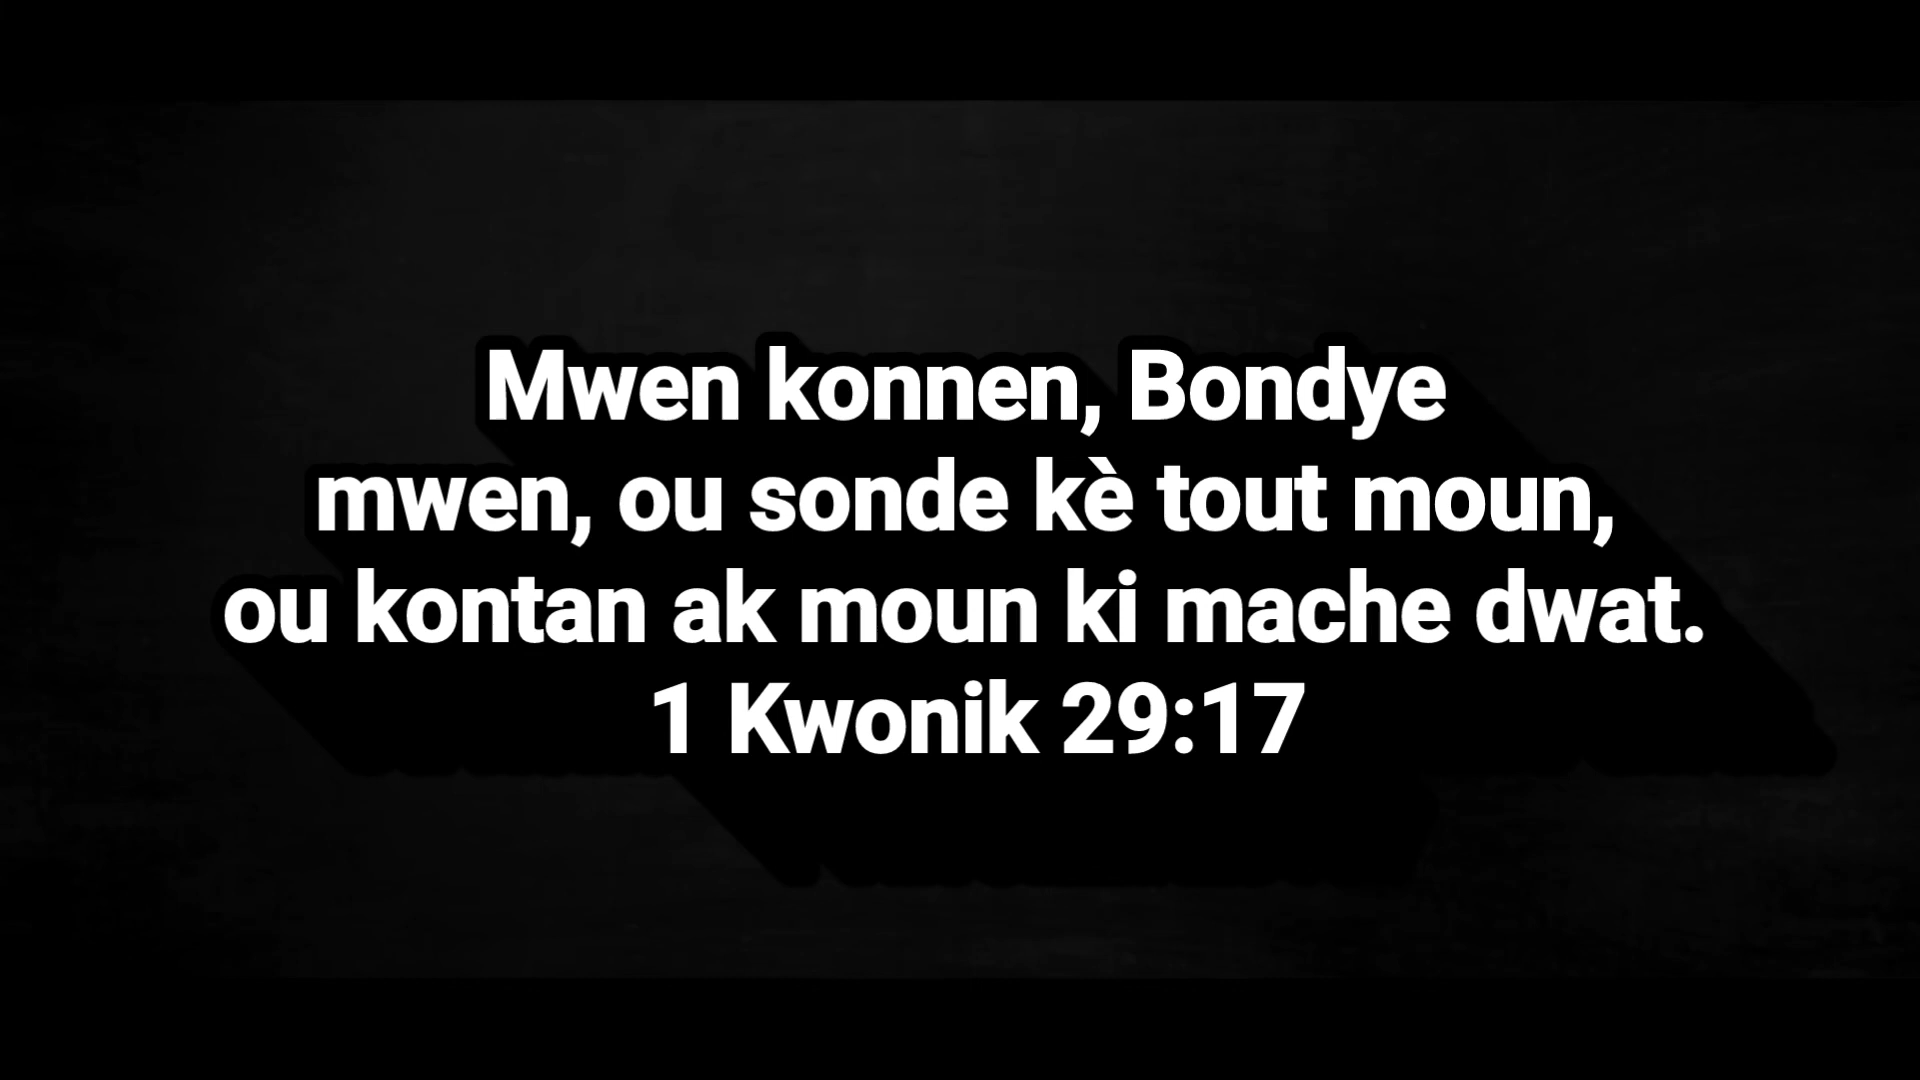 Mwen konnen, Bondye
mwen, ou sonde kè tout moun,
ou kontan ak moun ki mache dwat.
1 Kwonik 29:17